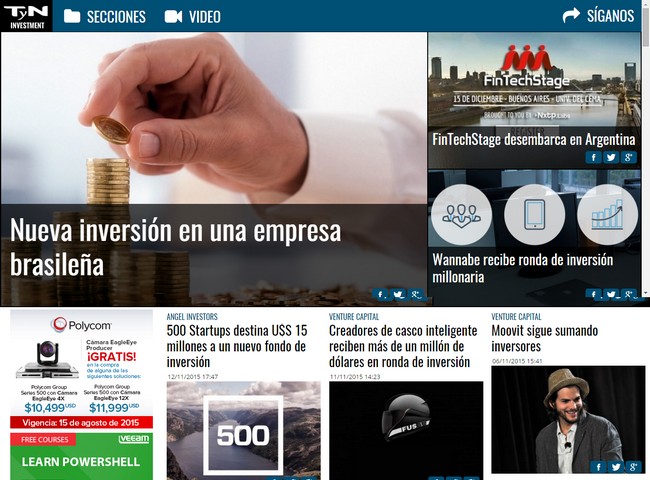 TyN
INVESTMENT
SECCIONES
VIDEO
SÍGANOS
FinTechStage
15 DE DICIEMBRE - BUENOS AIRES - UNIV. DEL CEMA.
BROUGHT TO YOU BY Nxtp.Labs
REGISTER
FinTechStage desembarca en Argentina
Nueva inversión en una empresa
brasileña
Wannabe recibe ronda de inversión
millonaria
Polycom
Cámara EagleEye
Producer
¡GRATIS!
en la compra
de alguna de las
siguientes soluciones:
Polycom Group
Series 500 con Cámara
EagleEye 4X
$10,499 USD
Polycom Group
Series 500 con Cámara
EagleEye 12X
$11,999 USD
Vigencia: 15 de agosto de 2015
FREE COURSES
veeam
LEARN POWERSHELL
ANGEL INVESTORS
500 Startups destina US$ 15
millones a un nuevo fondo de
inversión
12/11/2015 17:47
500
VENTURE CAPITAL
Creadores de casco inteligente
reciben más de un millón de
dólares en ronda de inversión
11/11/2015 14:23
FUS
VENTURE CAPITAL
Moovit sigue sumando
inversores
06/11/2015 15:41